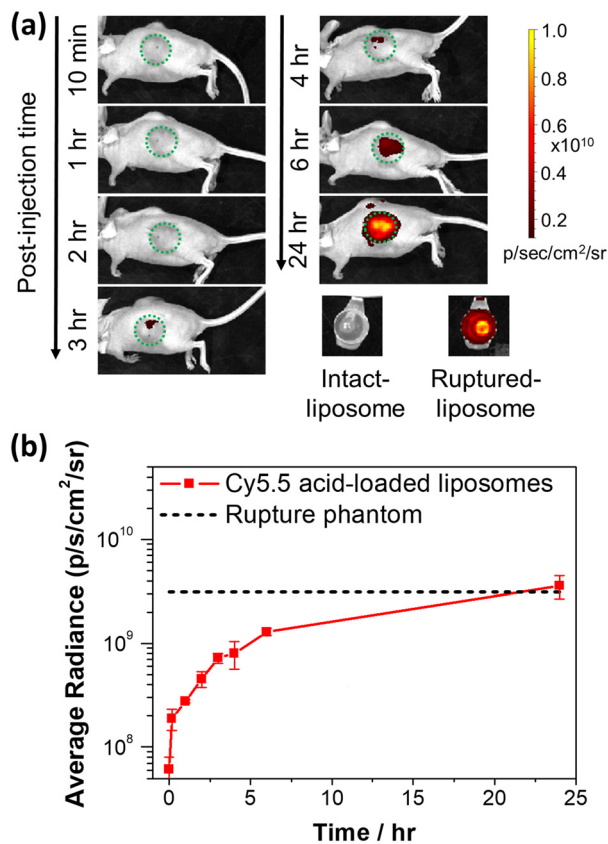 (a)
Post-injection time
10 min
1 hr
2 hr
3 hr
4 hr
6 hr
24 hr
1.0
0.8
0.6
x10¹⁰
0.4
0.2
p/sec/cm²/sr
Intact-
liposome
Ruptured-
liposome
(b)
Average Radiance (p/s/cm²/sr)
10¹⁰
10⁹
10⁸
Cy5.5 acid-loaded liposomes
Rupture phantom
0 5 10 15 20 25
Time / hr